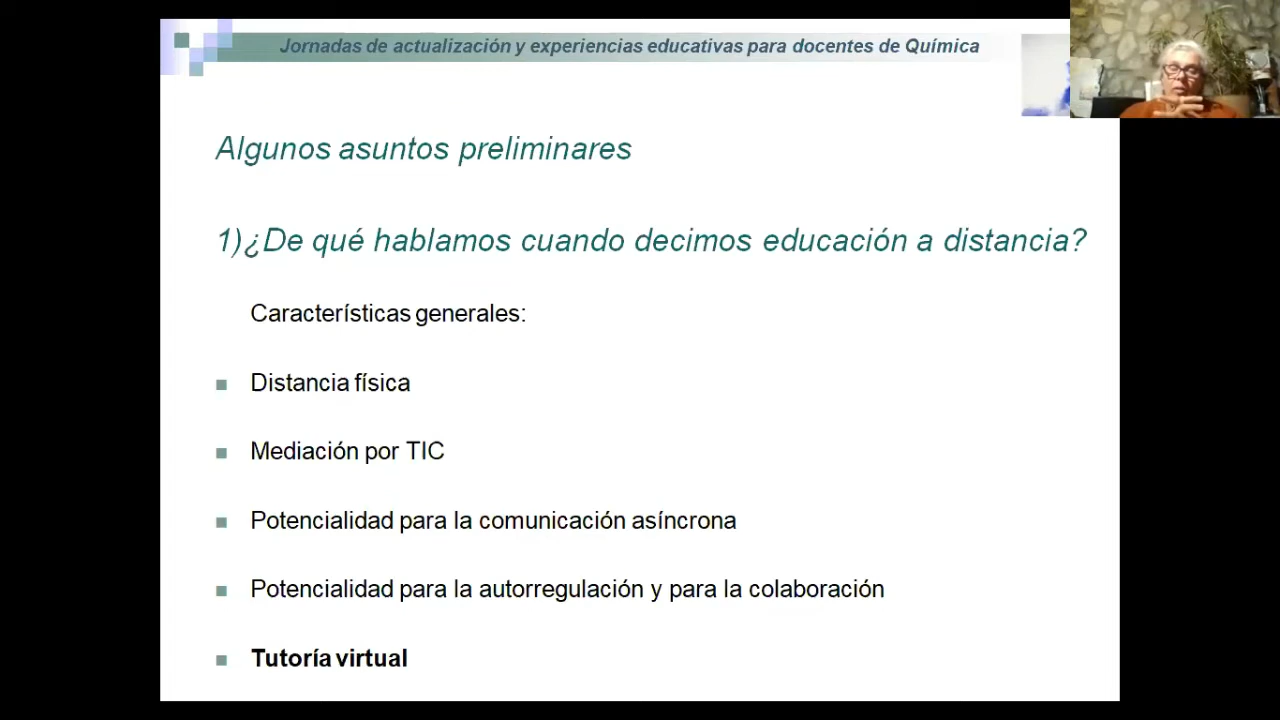 Jornadas de actualización y experiencias educativas para docentes de Química
Algunos asuntos preliminares
1)¿De qué hablamos cuando decimos educación a distancia?
Características generales:
Distancia física
Mediación por TIC
Potencialidad para la comunicación asíncrona
Potencialidad para la autorregulación y para la colaboración
Tutoría virtual